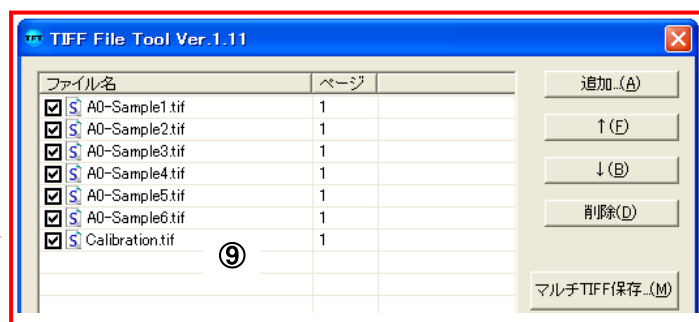 TIFF File Tool Ver.1.11
ファイル名 ページ
A0-Sample1.tif 1
A0-Sample2.tif 1
A0-Sample3.tif 1
A0-Sample4.tif 1
A0-Sample5.tif 1
A0-Sample6.tif 1
Calibration.tif 1
⑨
追加...(A)
↑(F)
↓(B)
削除(D)
マルチTIFF保存...(M)